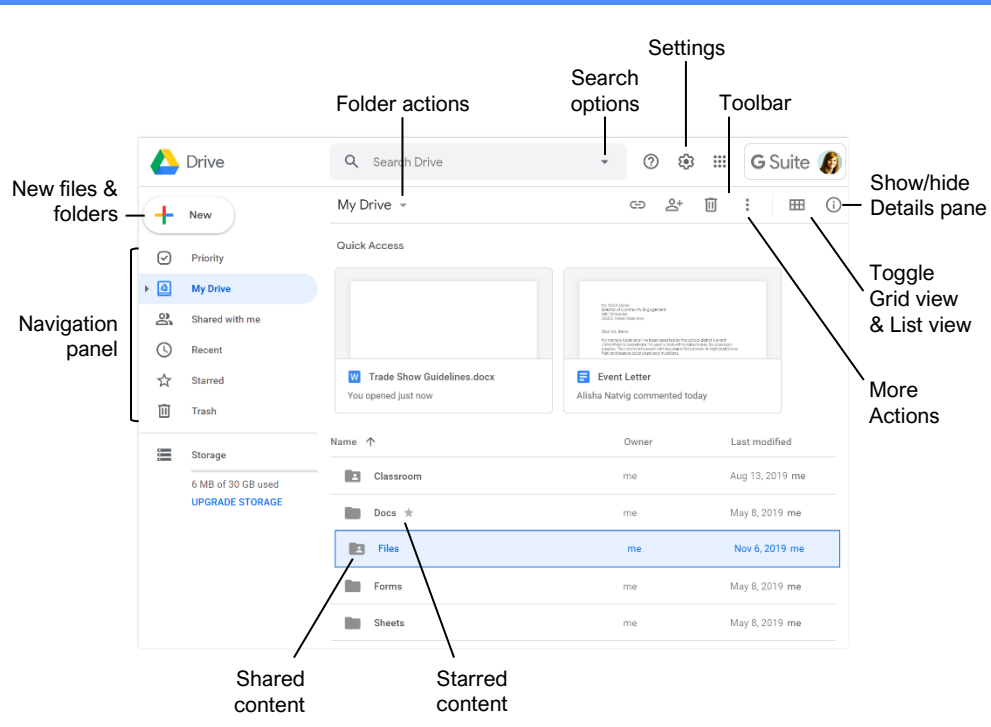 Settings
Search
options
Folder actions
Toolbar
Drive
Search Drive
G Suite
New files &
folders
New
My Drive
Show/hide
Details pane
Quick Access
Navigation
panel
Priority
My Drive
Shared with me
Recent
Starred
Trash
Toggle
Grid view
& List view
Dear Ms. Banks,
W Trade Show Guidelines.docx
You opened just now
Event Letter
Alisha Natvig commented today
More
Actions
Storage
6 MB of 30 GB used
UPGRADE STORAGE
Name Owner Last modified
Classroom me Aug 13, 2019 me
Docs me May 8, 2019 me
Files me Nov 6, 2019 me
Forms me May 8, 2019 me
Sheets me May 8, 2019 me
Shared
content
Starred
content